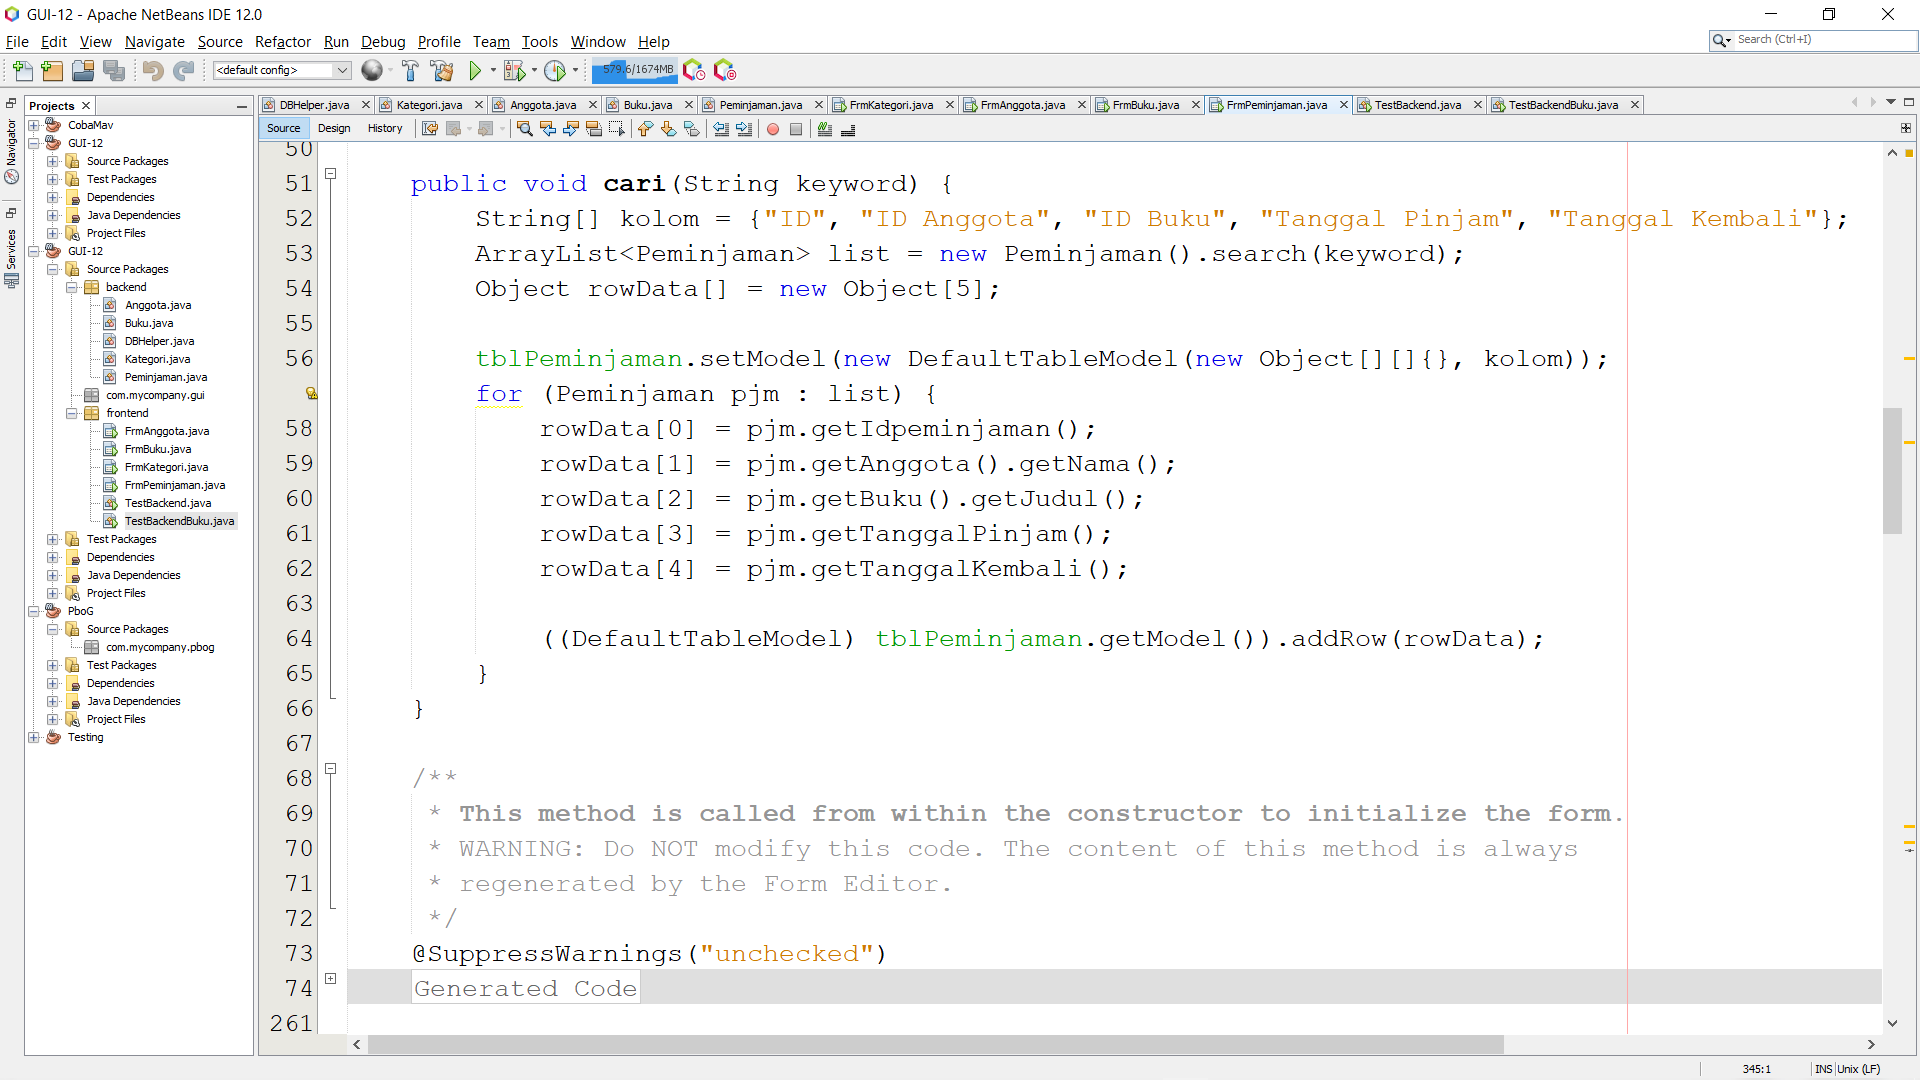 GUI-12 - Apache NetBeans IDE 12.0
File Edit View Navigate Source Refactor Run Debug Profile Team Tools Window Help
Search (Ctrl+I)
<default config>
579.6/1674MB
Projects
DBHelper.java Kategori.java Anggota.java Buku.java Peminjaman.java FrmKategori.java FrmAnggota.java FrmBuku.java FrmPeminjaman.java TestBackend.java TestBackendBuku.java
Source Design History
Navigator
Services
CobaMav
GUI-12
Source Packages
Test Packages
Dependencies
Java Dependencies
Project Files
GUI-12
Source Packages
backend
Anggota.java
Buku.java
DBHelper.java
Kategori.java
Peminjaman.java
com.mycompany.gui
frontend
FrmAnggota.java
FrmBuku.java
FrmKategori.java
FrmPeminjaman.java
TestBackend.java
TestBackendBuku.java
Test Packages
Dependencies
Java Dependencies
Project Files
PboG
Source Packages
com.mycompany.pbog
Test Packages
Dependencies
Java Dependencies
Project Files
Testing
50
51 public void cari(String keyword) {
52 String[] kolom = {"ID", "ID Anggota", "ID Buku", "Tanggal Pinjam", "Tanggal Kembali"};
53 ArrayList<Peminjaman> list = new Peminjaman().search(keyword);
54 Object rowData[] = new Object[5];
55
56 tblPeminjaman.setModel(new DefaultTableModel(new Object[][]{}, kolom));
for (Peminjaman pjm : list) {
58 rowData[0] = pjm.getIdpeminjaman();
59 rowData[1] = pjm.getAnggota().getNama();
60 rowData[2] = pjm.getBuku().getJudul();
61 rowData[3] = pjm.getTanggalPinjam();
62 rowData[4] = pjm.getTanggalKembali();
63
64 ((DefaultTableModel) tblPeminjaman.getModel()).addRow(rowData);
65 }
66 }
67
68 /**
69 * This method is called from within the constructor to initialize the form.
70 * WARNING: Do NOT modify this code. The content of this method is always
71 * regenerated by the Form Editor.
72 */
73 @SuppressWarnings("unchecked")
74 Generated Code
261
345:1 INS Unix (LF)